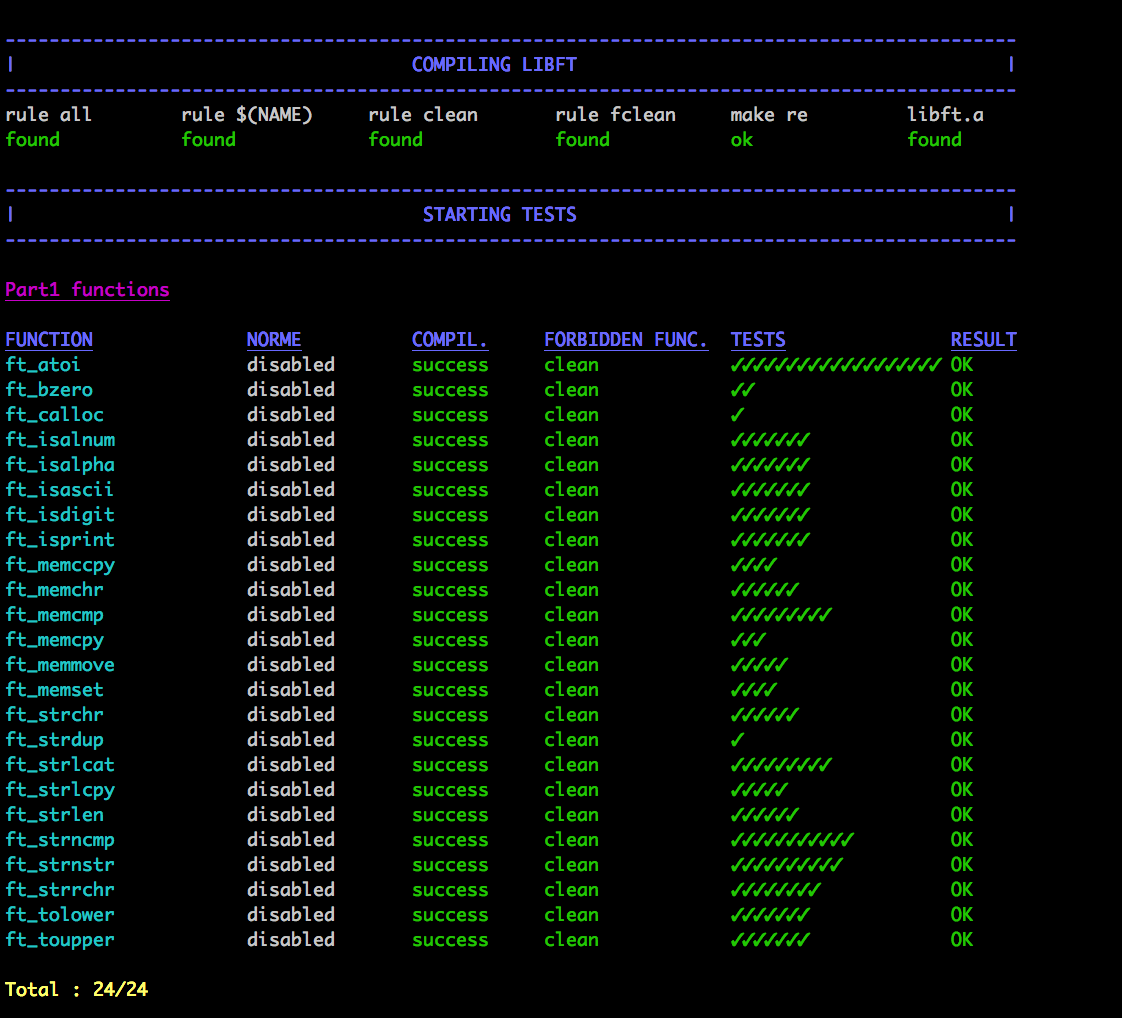 --------------------------------------------------------------------------------------------
| COMPILING LIBFT |
--------------------------------------------------------------------------------------------
rule all rule $(NAME) rule clean rule fclean make re libft.a
found found found found ok found
--------------------------------------------------------------------------------------------
| STARTING TESTS |
--------------------------------------------------------------------------------------------
Part1 functions
FUNCTION NORME COMPIL. FORBIDDEN FUNC. TESTS RESULT
ft_atoi disabled success clean ✓✓✓✓✓✓✓✓✓✓✓✓✓✓✓✓✓✓✓ OK
ft_bzero disabled success clean ✓✓ OK
ft_calloc disabled success clean ✓ OK
ft_isalnum disabled success clean ✓✓✓✓✓✓✓ OK
ft_isalpha disabled success clean ✓✓✓✓✓✓✓ OK
ft_isascii disabled success clean ✓✓✓✓✓✓✓ OK
ft_isdigit disabled success clean ✓✓✓✓✓✓✓ OK
ft_isprint disabled success clean ✓✓✓✓✓✓✓ OK
ft_memccpy disabled success clean ✓✓✓✓ OK
ft_memchr disabled success clean ✓✓✓✓✓✓ OK
ft_memcmp disabled success clean ✓✓✓✓✓✓✓✓✓ OK
ft_memcpy disabled success clean ✓✓✓ OK
ft_memmove disabled success clean ✓✓✓✓✓ OK
ft_memset disabled success clean ✓✓✓✓ OK
ft_strchr disabled success clean ✓✓✓✓✓✓ OK
ft_strdup disabled success clean ✓ OK
ft_strlcat disabled success clean ✓✓✓✓✓✓✓✓✓ OK
ft_strlcpy disabled success clean ✓✓✓✓✓ OK
ft_strlen disabled success clean ✓✓✓✓✓✓ OK
ft_strncmp disabled success clean ✓✓✓✓✓✓✓✓✓✓✓ OK
ft_strnstr disabled success clean ✓✓✓✓✓✓✓✓✓✓ OK
ft_strrchr disabled success clean ✓✓✓✓✓✓✓✓ OK
ft_tolower disabled success clean ✓✓✓✓✓✓✓ OK
ft_toupper disabled success clean ✓✓✓✓✓✓✓ OK
Total : 24/24